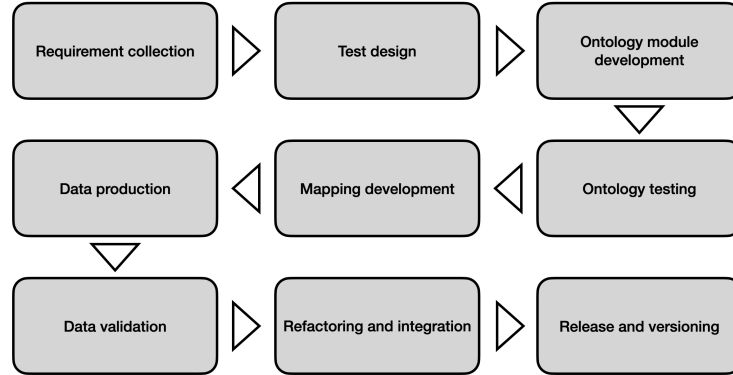 Requirement collection
Test design
Ontology module
development
Ontology testing
Mapping development
Data production
Data validation
Refactoring and integration
Release and versioning